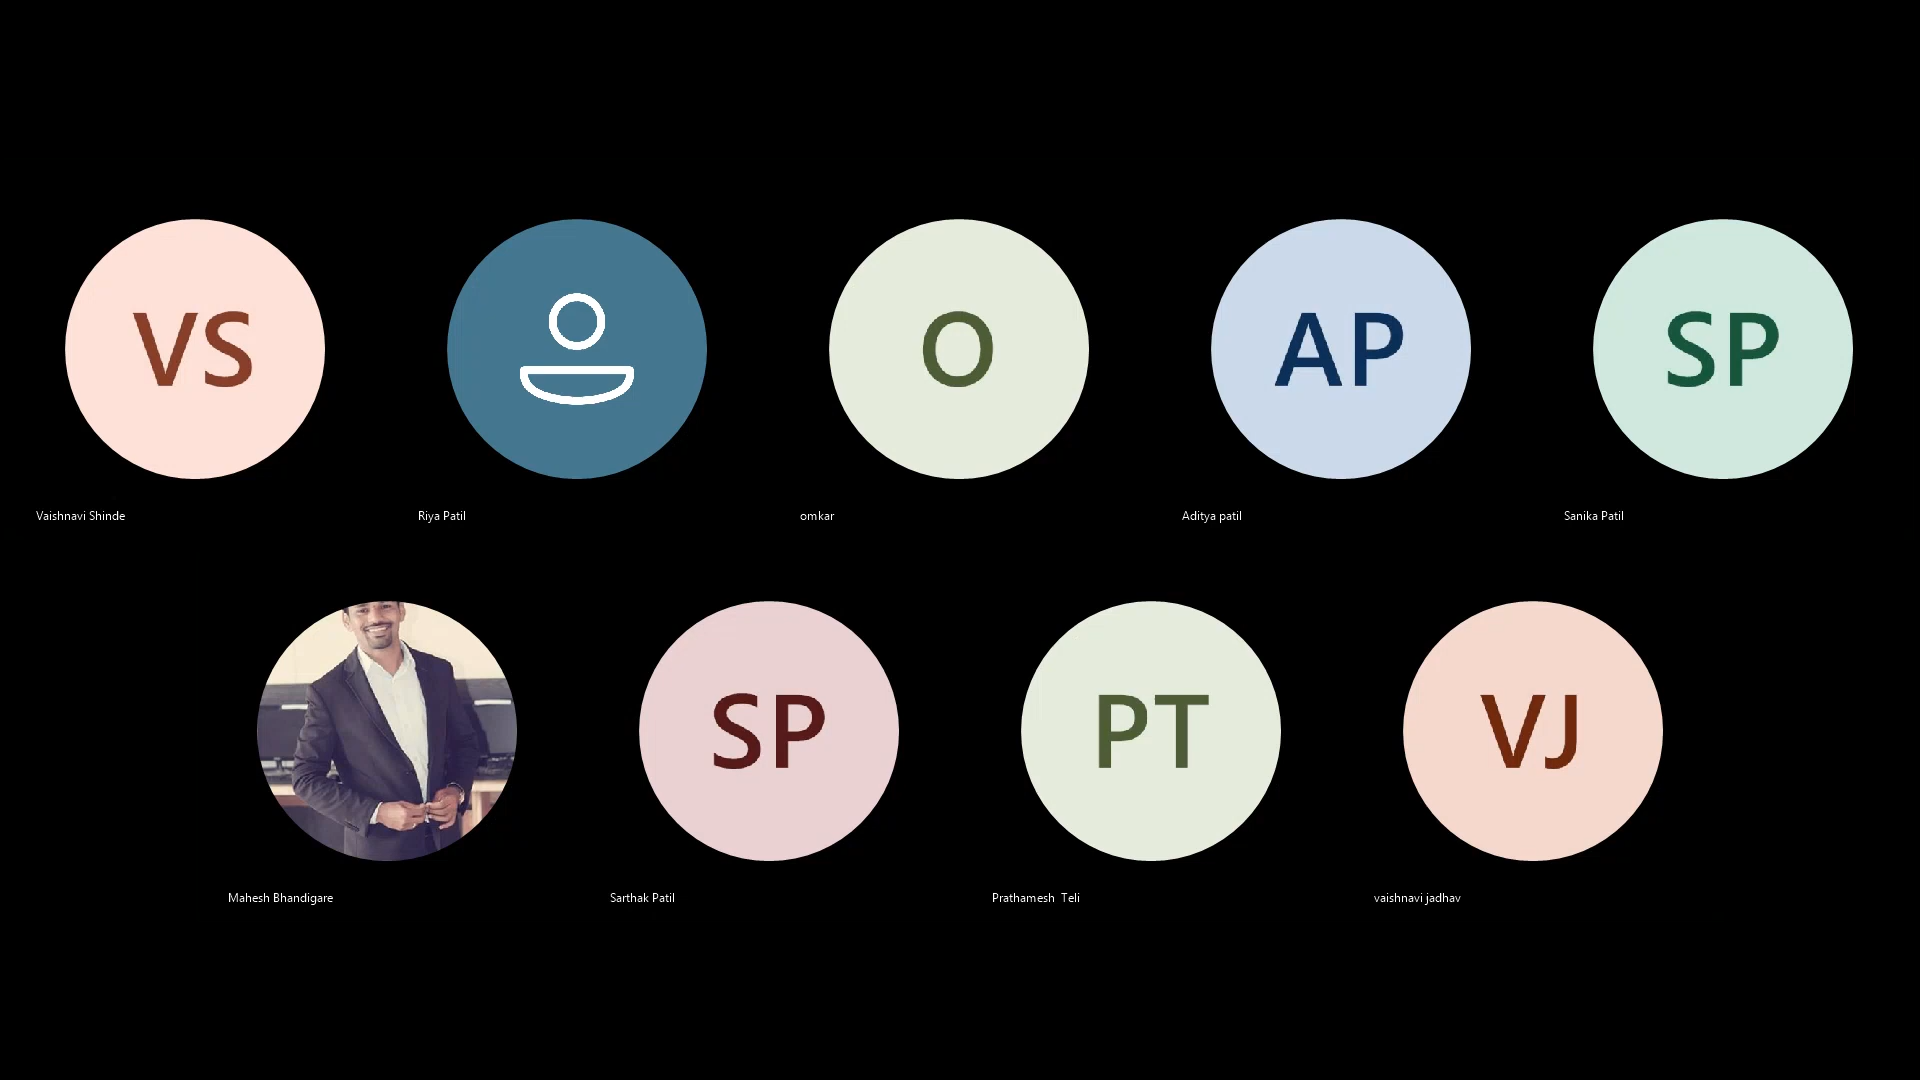 VS
O
AP
SP
Vaishnavi Shinde
Riya Patil
omkar
Aditya patil
Sanika Patil
SP
PT
VJ
Mahesh Bhandigare
Sarthak Patil
Prathamesh  Teli
vaishnavi jadhav